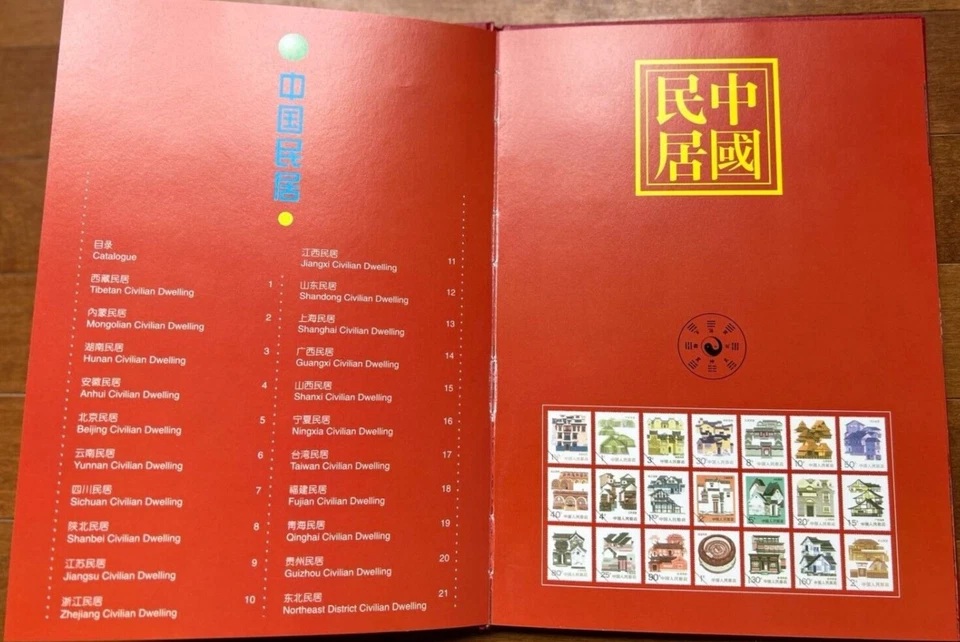 中国民居
目录
Catalogue
西藏民居
Tibetan Civilian Dwelling 1
内蒙民居
Mongolian Civilian Dwelling 2
湖南民居
Hunan Civilian Dwelling 3
安徽民居
Anhui Civilian Dwelling 4
北京民居
Beijing Civilian Dwelling 5
云南民居
Yunnan Civilian Dwelling 6
四川民居
Sichuan Civilian Dwelling 7
陕北民居
Shanbei Civilian Dwelling 8
江苏民居
Jiangsu Civilian Dwelling 9
浙江民居
Zhejiang Civilian Dwelling 10
江西民居
Jiangxi Civilian Dwelling 11
山东民居
Shandong Civilian Dwelling 12
上海民居
Shanghai Civilian Dwelling 13
广西民居
Guangxi Civilian Dwelling 14
山西民居
Shanxi Civilian Dwelling 15
宁夏民居
Ningxia Civilian Dwelling 16
台湾民居
Taiwan Civilian Dwelling 17
福建民居
Fujian Civilian Dwelling 18
青海民居
Qinghai Civilian Dwelling 19
贵州民居
Guizhou Civilian Dwelling 20
东北民居
Northeast District Civilian Dwelling 21
中國
民居